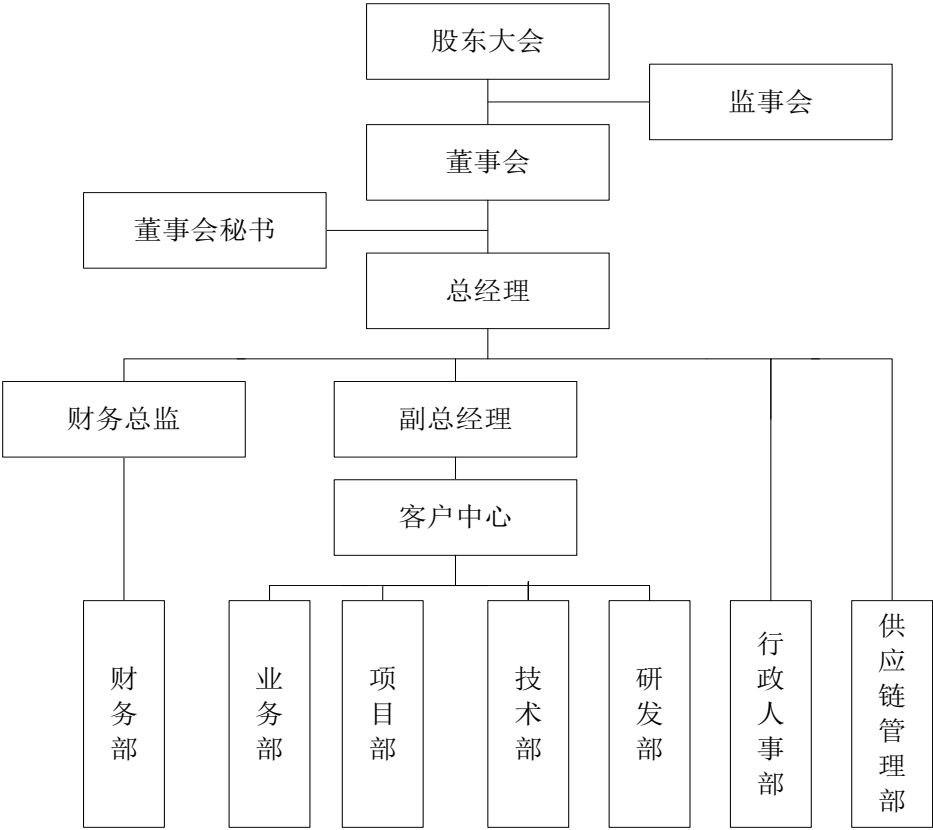 股东大会
监事会
董事会
董事会秘书
总经理
财务总监
副总经理
客户中心
财务部
业务部
项目部
技术部
研发部
行政人事部
供应链管理部